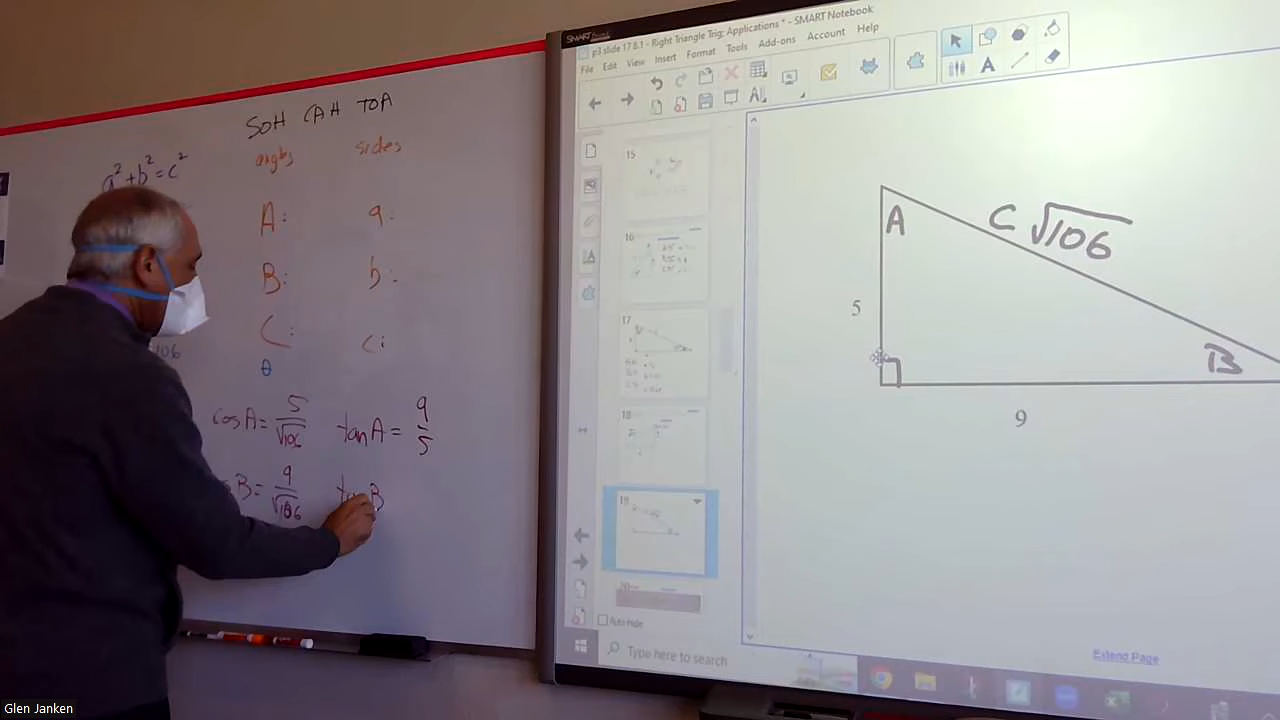 SOH CAH TOA
a² + b² = c²
angles sides
A: a:
B: b:
C: c:
θ
cos A = 5/√106 tan A = 9/5
B = 9/√106 tan B
SMART
p3 slide 17 8.1 - Right Triangle Trig; Applications * - SMART Notebook
File Edit View Insert Format Tools Add-ons Account Help
15
16
17
18
19
Auto-hide
A
C √106
5
B
9
Extend Page
Type here to search
Glen Janken